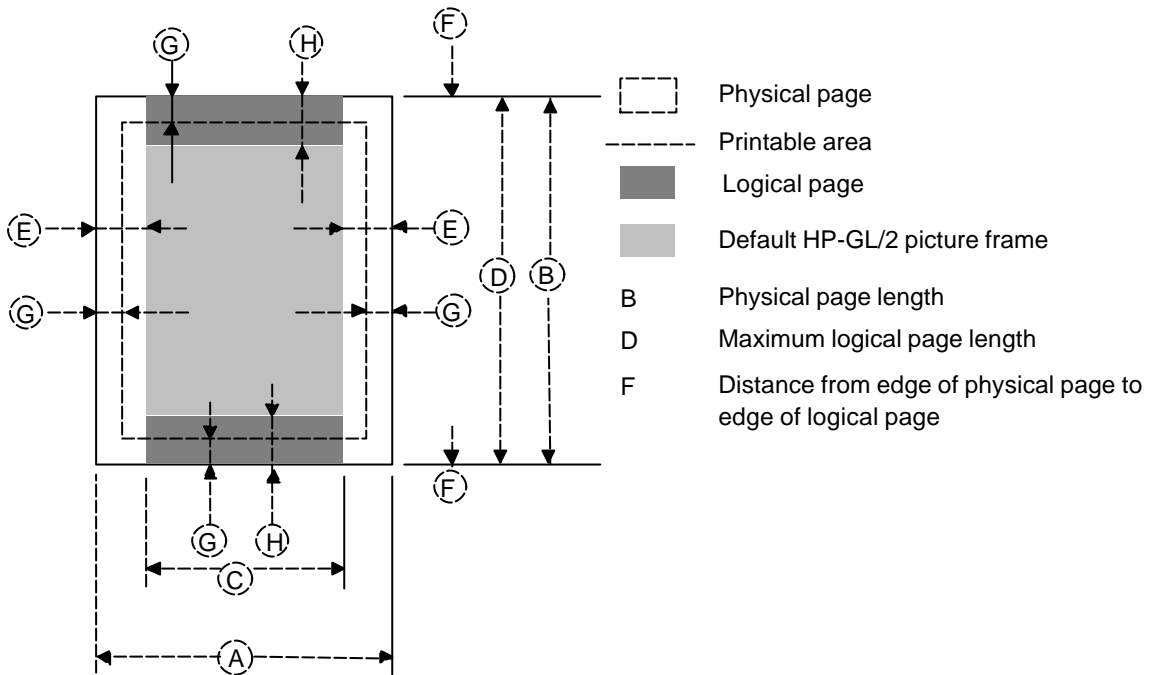 F
G
H
Physical page
Printable area
Logical page
E
E
Default HP-GL/2 picture frame
D
B
G
G
B Physical page length
D Maximum logical page length
F Distance from edge of physical page to
edge of logical page
F
G
H
C
A